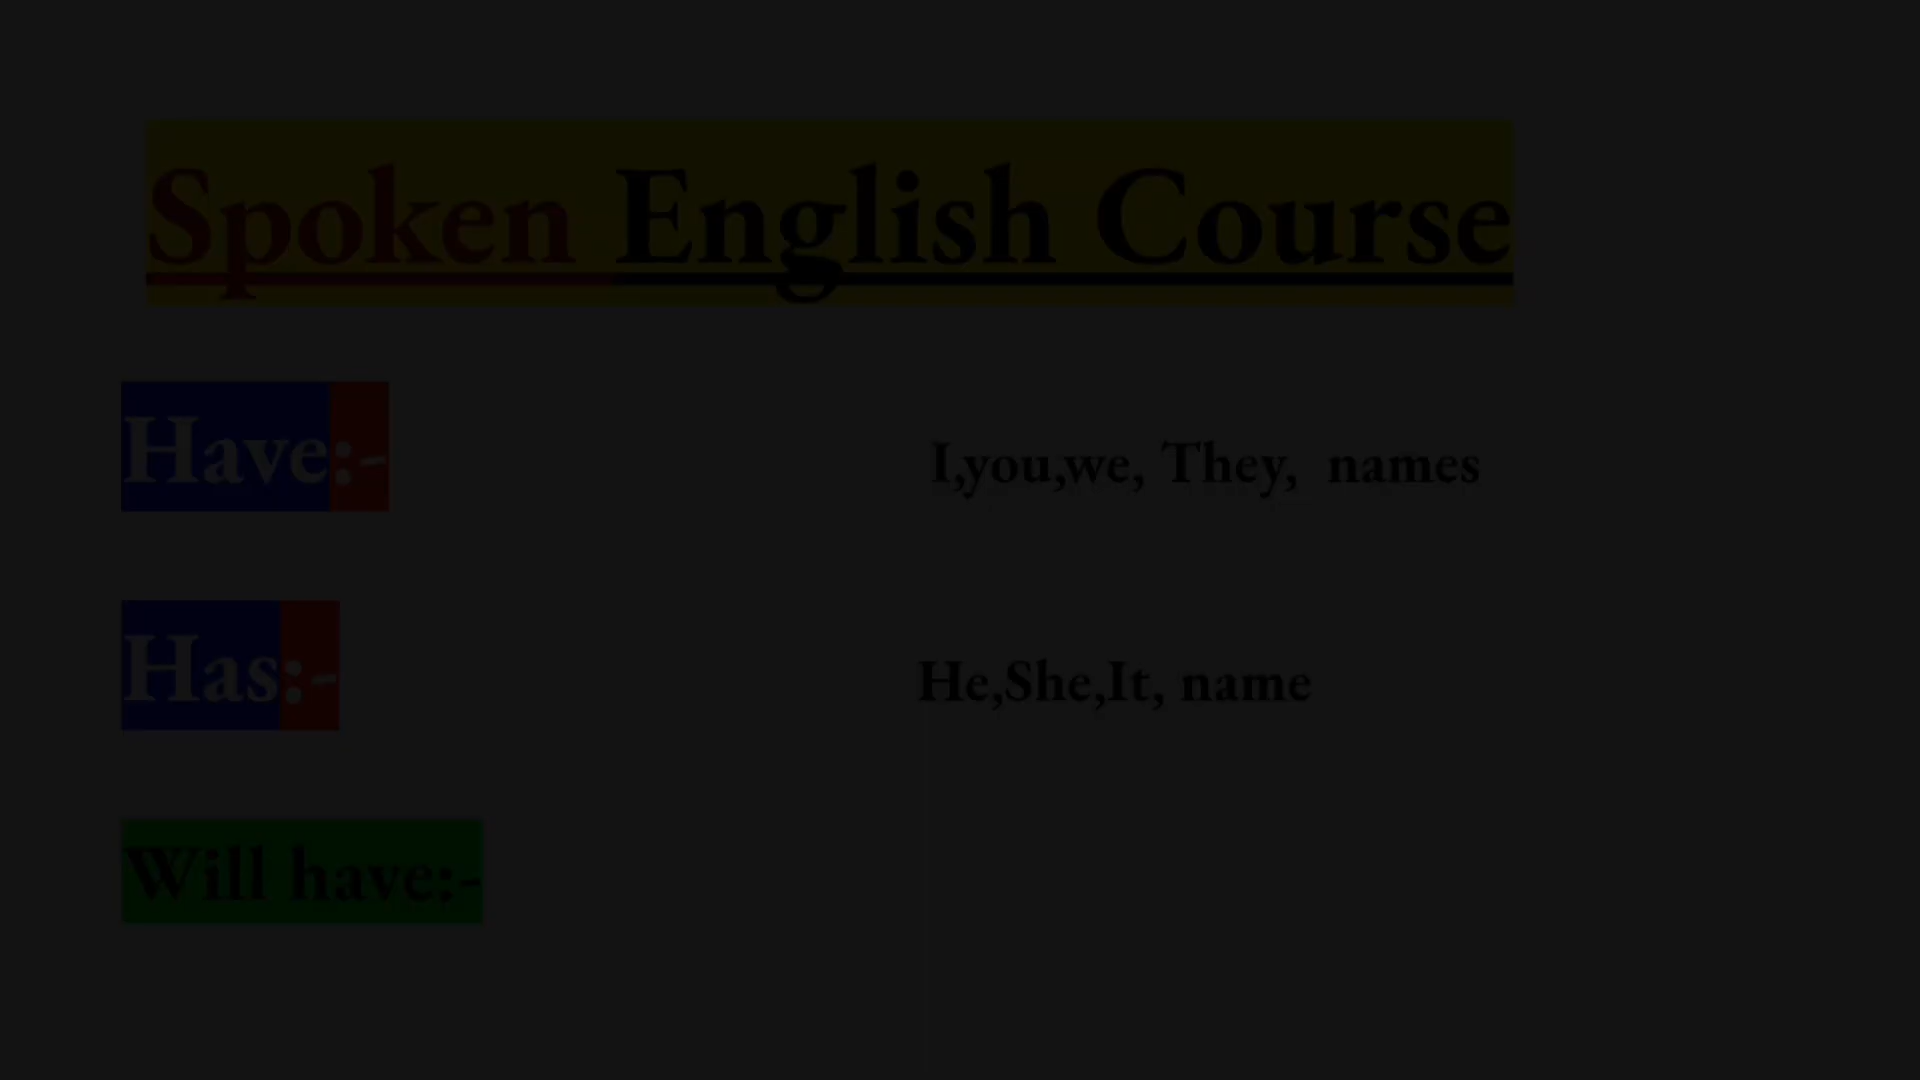 Spoken English Course
Have:- I,you,we, They, names
Has:- He,She,It, name
Will have:-